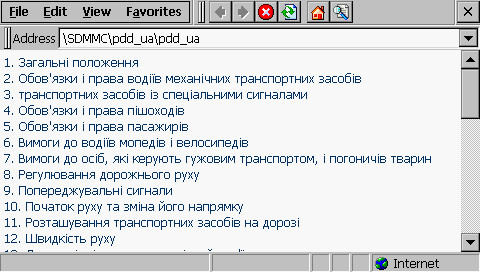 File Edit View Favorites
Address \SDMMC\pdd_ua\pdd_ua
1. Загальні положення
2. Обов'язки і права водіїв механічних транспортних засобів
3. транспортних засобів із спеціальними сигналами
4. Обов'язки і права пішоходів
5. Обов'язки і права пасажирів
6. Вимоги до водіїв мопедів і велосипедів
7. Вимоги до осіб, які керують гужовим транспортом, і погоничів тварин
8. Регулювання дорожнього руху
9. Попереджувальні сигнали
10. Початок руху та зміна його напрямку
11. Розташування транспортних засобів на дорозі
12. Швидкість руху
Internet